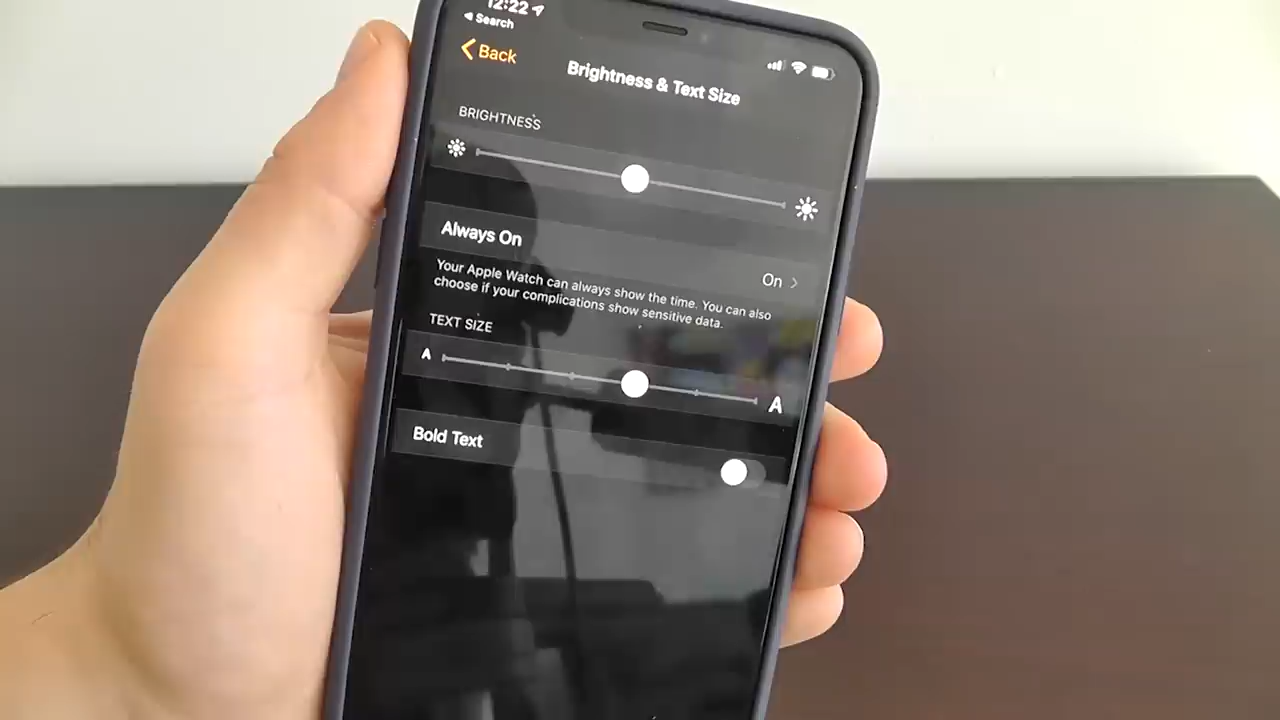 12:22
Search
Back
Brightness & Text Size
BRIGHTNESS
Always On
On
Your Apple Watch can always show the time. You can also
choose if your complications show sensitive data.
TEXT SIZE
A
A
Bold Text